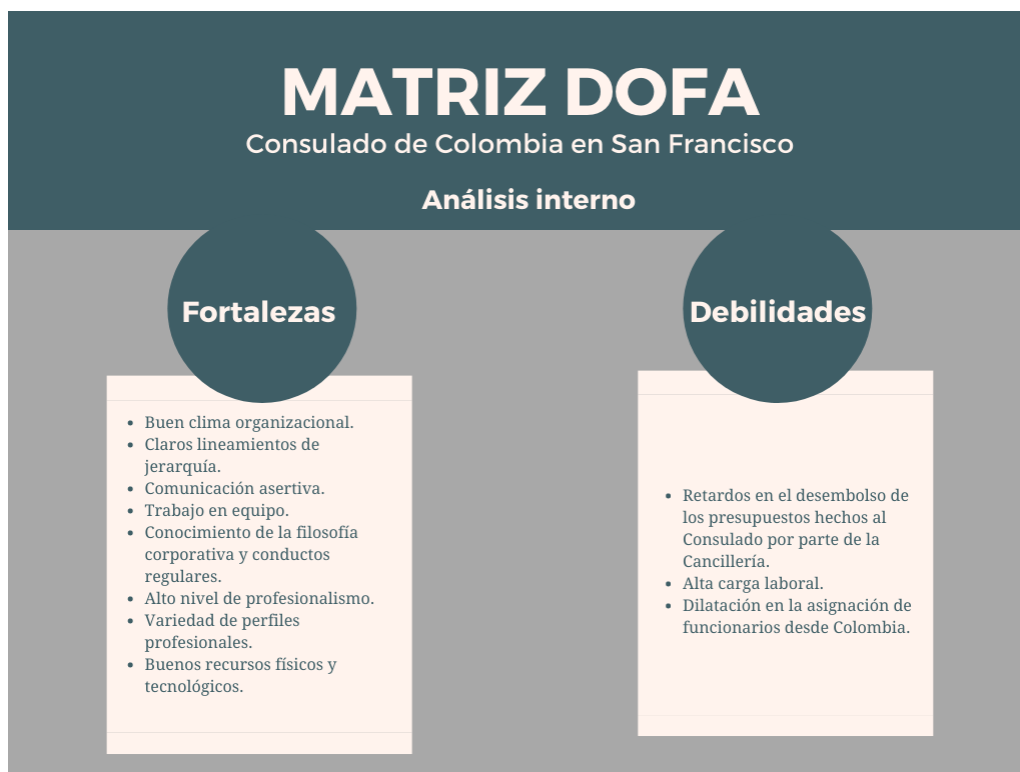 MATRIZ DOFA
Consulado de Colombia en San Francisco
Análisis interno
Fortalezas
• Buen clima organizacional.
• Claros lineamientos de
jerarquía.
• Comunicación asertiva.
• Trabajo en equipo.
• Conocimiento de la filosofía
corporativa y conductos
regulares.
• Alto nivel de profesionalismo.
• Variedad de perfiles
profesionales.
• Buenos recursos físicos y
tecnológicos.
Debilidades
• Retardos en el desembolso de
los presupuestos hechos al
Consulado por parte de la
Cancillería.
• Alta carga laboral.
• Dilatación en la asignación de
funcionarios desde Colombia.